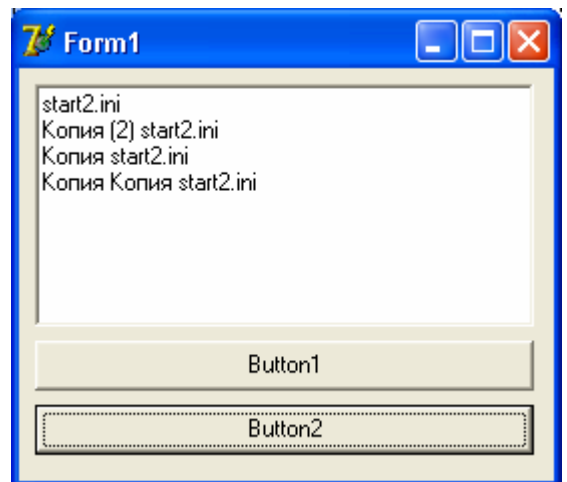 Form1
start2.ini
Копия (2) start2.ini
Копия start2.ini
Копия Копия start2.ini
Button1
Button2